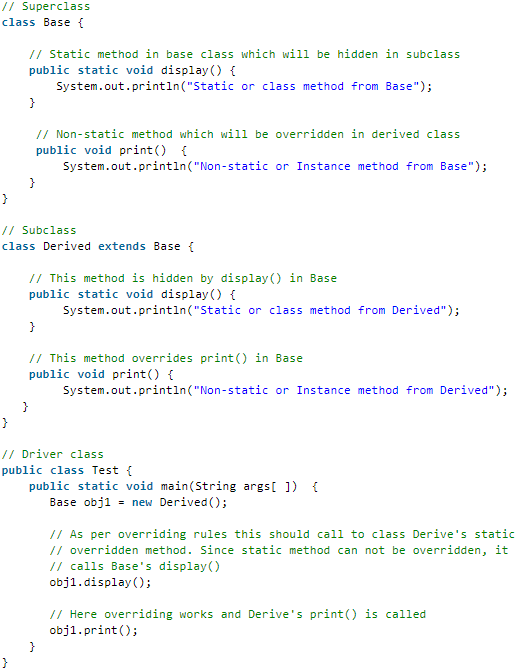 // Superclass
class Base {
// Static method in base class which will be hidden in subclass
public static void display() {
System.out.println("Static or class method from Base");
}
// Non-static method which will be overridden in derived class
public void print()  {
System.out.println("Non-static or Instance method from Base");
}
}
// Subclass
class Derived extends Base {
// This method is hidden by display() in Base
public static void display() {
System.out.println("Static or class method from Derived");
}
// This method overrides print() in Base
public void print() {
System.out.println("Non-static or Instance method from Derived");
}
}
// Driver class
public class Test {
public static void main(String args[ ])  {
Base obj1 = new Derived();
// As per overriding rules this should call to class Derive's static
// overridden method. Since static method can not be overridden, it
// calls Base's display()
obj1.display();
// Here overriding works and Derive's print() is called
obj1.print();
}
}